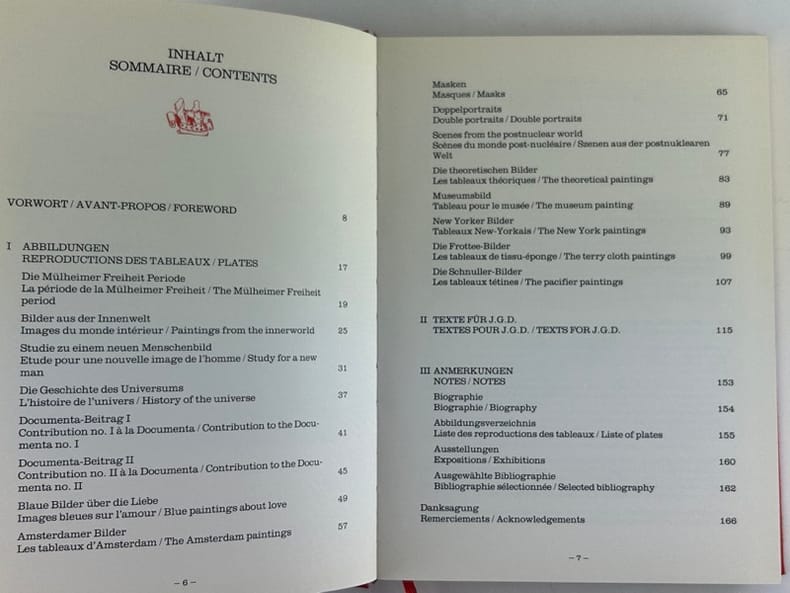 INHALT
SOMMAIRE / CONTENTS
VORWORT / AVANT-PROPOS / FOREWORD 8
I ABBILDUNGEN
REPRODUCTIONS DES TABLEAUX / PLATES 17
Die Mülheimer Freiheit Periode
La période de la Mülheimer Freiheit / The Mülheimer Freiheit
period 19
Bilder aus der Innenwelt
Images du monde intérieur / Paintings from the innerworld 25
Studie zu einem neuen Menschenbild
Etude pour une nouvelle image de l'homme / Study for a new
man 31
Die Geschichte des Universums
L'histoire de l'univers / History of the universe 37
Documenta-Beitrag I
Contribution no. I à la Documenta / Contribution to the Docu-
menta no. I 41
Documenta-Beitrag II
Contribution no. II à la Documenta / Contribution to the Docu-
menta no. II 45
Blaue Bilder über die Liebe
Images bleues sur l'amour / Blue paintings about love 49
Amsterdamer Bilder
Les tableaux d'Amsterdam / The Amsterdam paintings 57
– 6 –
Masken
Masques / Masks 65
Doppelportraits
Double portraits / Double portraits 71
Scenes from the postnuclear world
Scènes du monde post-nucléaire / Szenen aus der postnuklearen
Welt 77
Die theoretischen Bilder
Les tableaux théoriques / The theoretical paintings 83
Museumsbild
Tableau pour le musée / The museum painting 89
New Yorker Bilder
Tableaux New-Yorkais / The New York paintings 93
Die Frottee-Bilder
Les tableaux de tissu-éponge / The terry cloth paintings 99
Die Schnuller-Bilder
Les tableaux tétines / The pacifier paintings 107
II TEXTE FÜR J.G.D.
TEXTES POUR J.G.D. / TEXTS FOR J.G.D. 115
III ANMERKUNGEN
NOTES / NOTES 153
Biographie
Biographie / Biography 154
Abbildungsverzeichnis
Liste des reproductions des tableaux / Liste of plates 155
Ausstellungen
Expositions / Exhibitions 160
Ausgewählte Bibliographie
Bibliographie sélectionnée / Selected bibliography 162
Danksagung
Remerciements / Acknowledgements 166
– 7 –